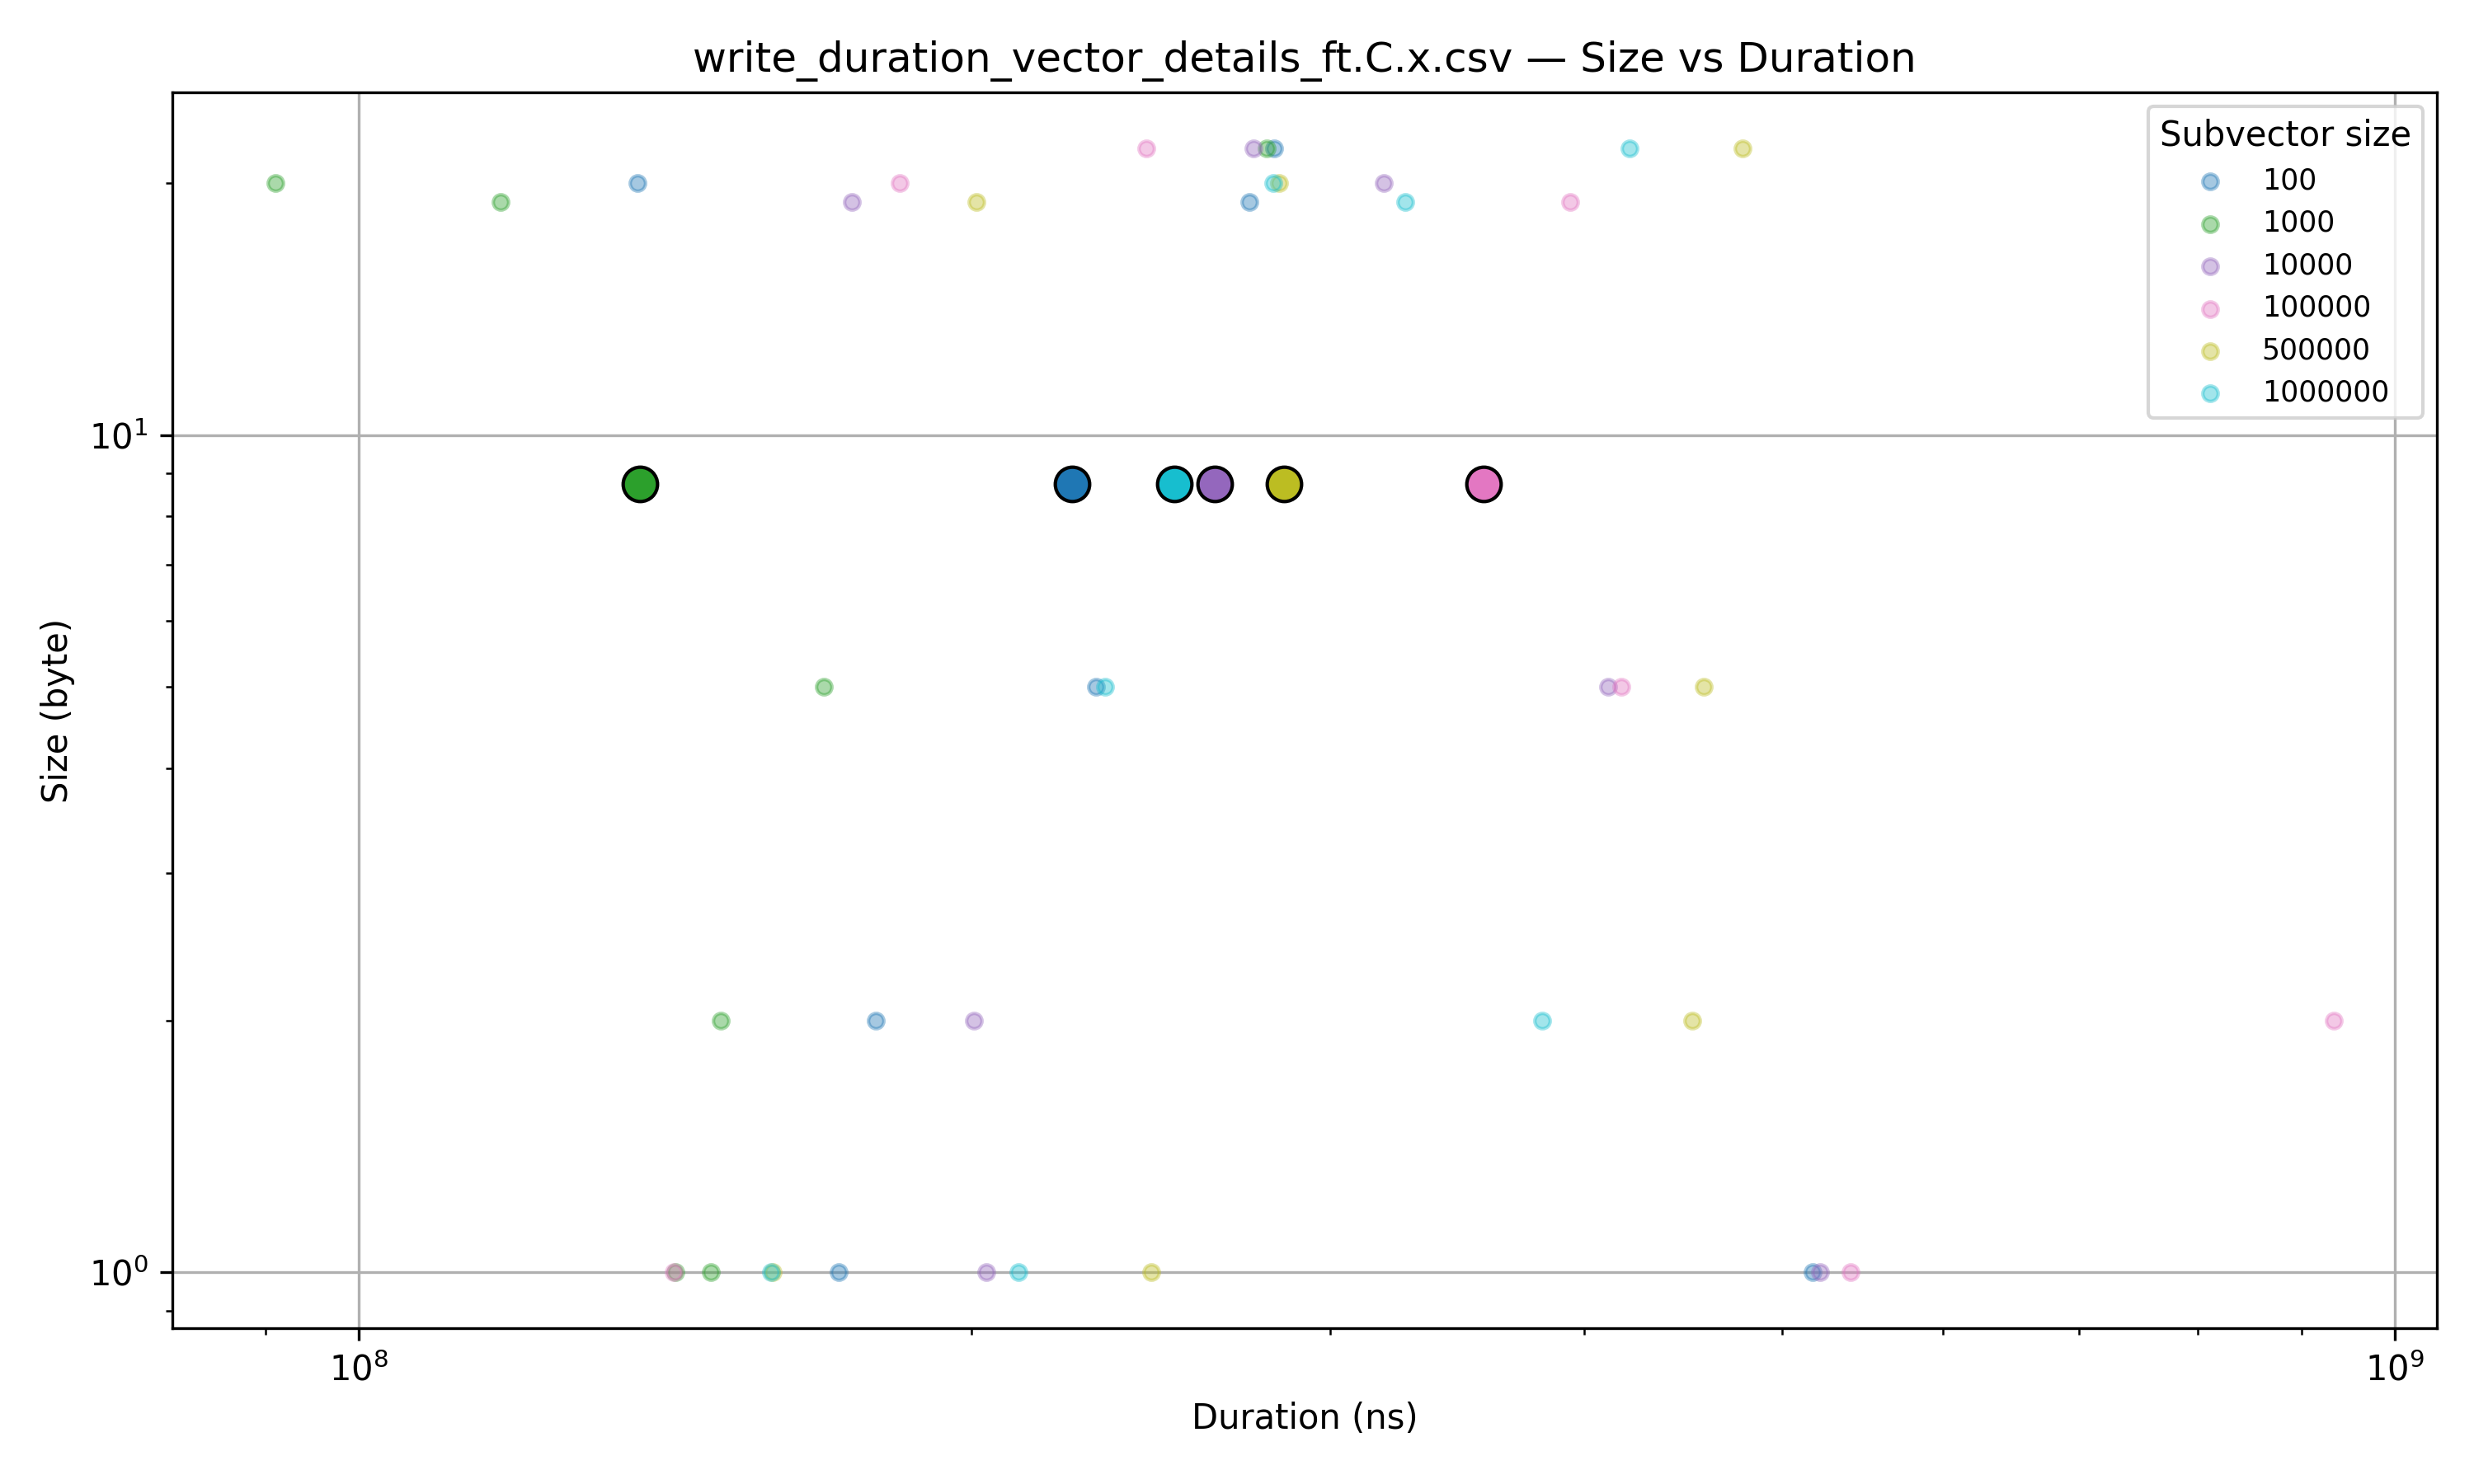 write_duration_vector_details_ft.C.x.csv — Size vs Duration
Subvector size
100
1000
10000
100000
500000
1000000
10¹
10⁰
Size (byte)
10⁸
10⁹
Duration (ns)